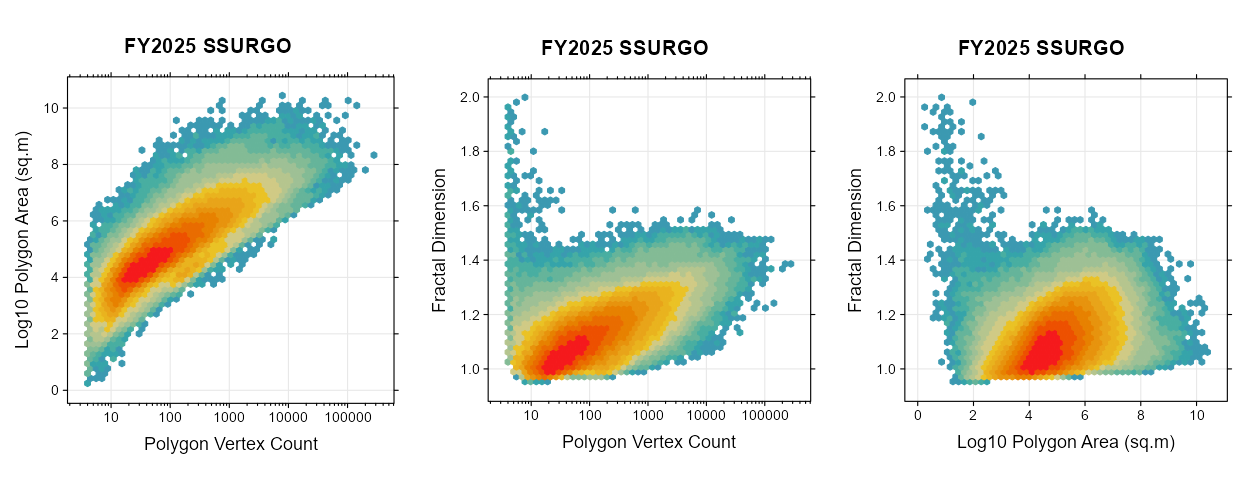 FY2025 SSURGO
Log10 Polygon Area (sq.m)
10
8
6
4
2
0
10 100 1000 10000 100000
Polygon Vertex Count
FY2025 SSURGO
Fractal Dimension
2.0
1.8
1.6
1.4
1.2
1.0
10 100 1000 10000 100000
Polygon Vertex Count
FY2025 SSURGO
Fractal Dimension
2.0
1.8
1.6
1.4
1.2
1.0
0 2 4 6 8 10
Log10 Polygon Area (sq.m)